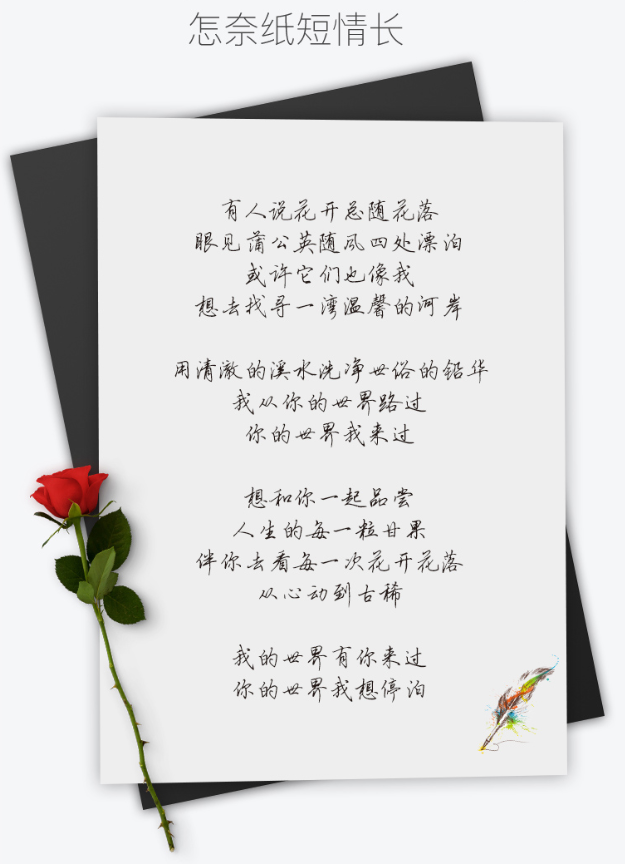 怎奈纸短情长
有人说花开总随花落
眼见蒲公英随风四处漂泊
或许它们也像我
想去找寻一湾温馨的河岸
用清澈的溪水洗净世俗的铅华
我从你的世界路过
你的世界我来过
想和你一起品尝
人生的每一粒甘果
伴你去看每一次花开花落
从心动到古稀
我的世界有你来过
你的世界我想停泊